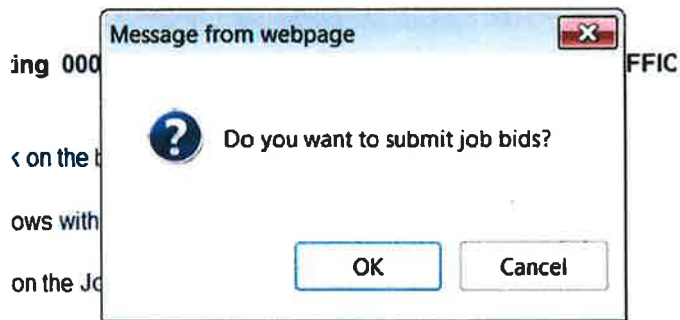 Message from webpage
ing 000 FFIC
Do you want to submit job bids?
on the
ows with
OK Cancel
on the